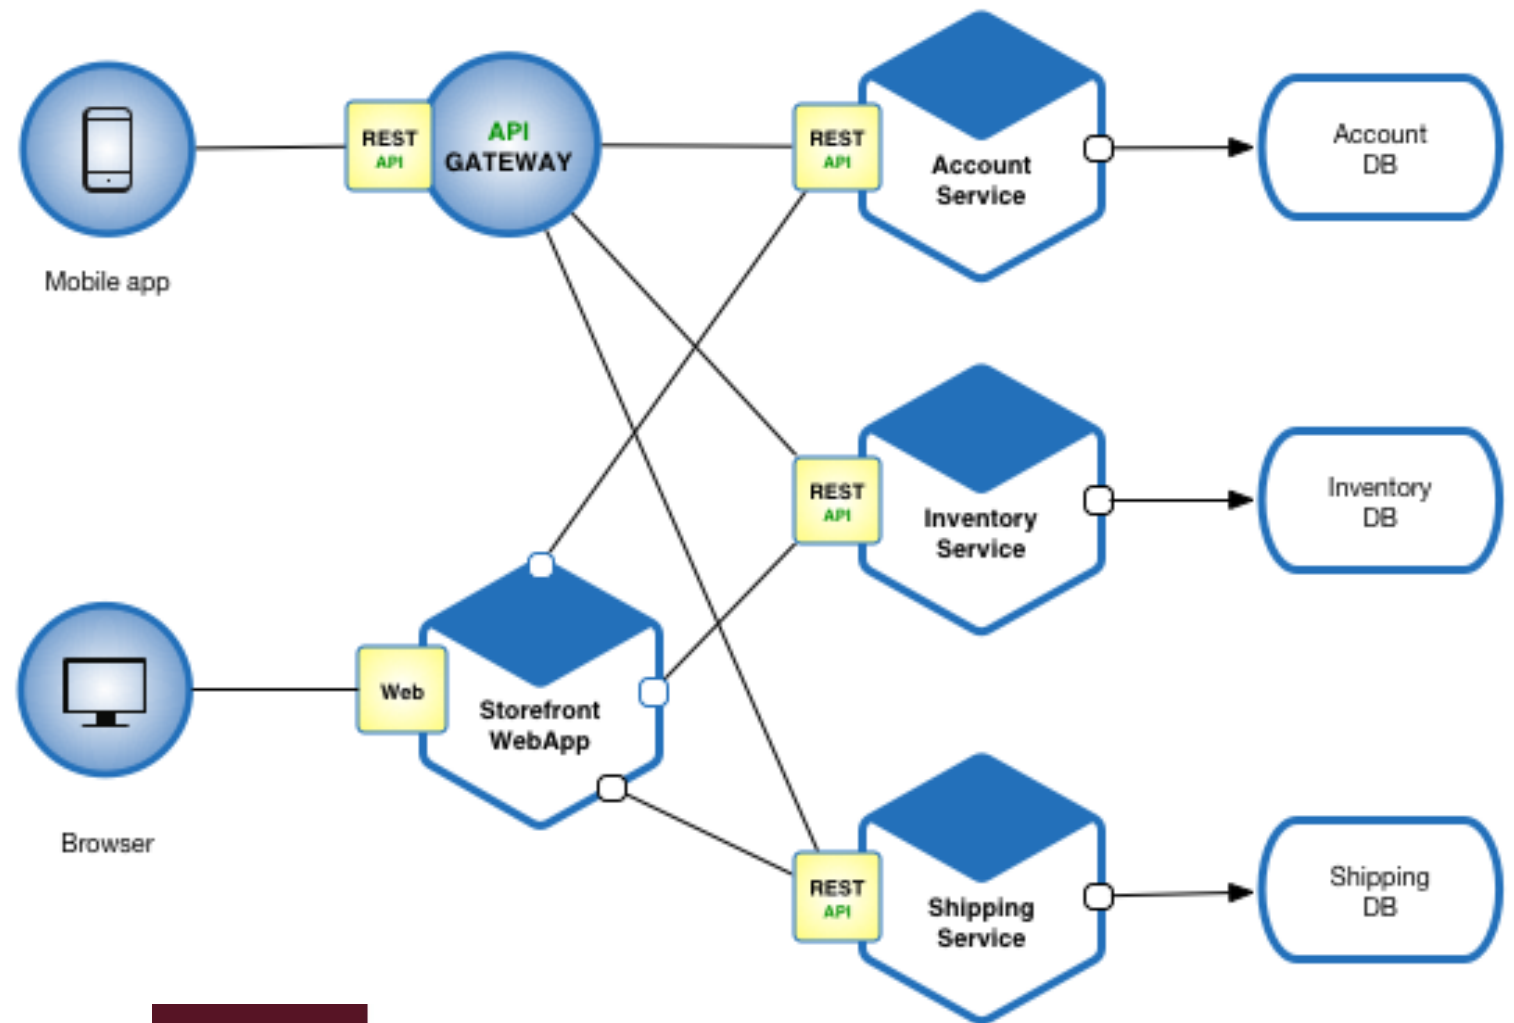 Mobile app
REST
API
API
GATEWAY
REST
API
Account
Service
Account
DB
REST
API
Inventory
Service
Inventory
DB
Browser
Web
Storefront
WebApp
REST
API
Shipping
Service
Shipping
DB